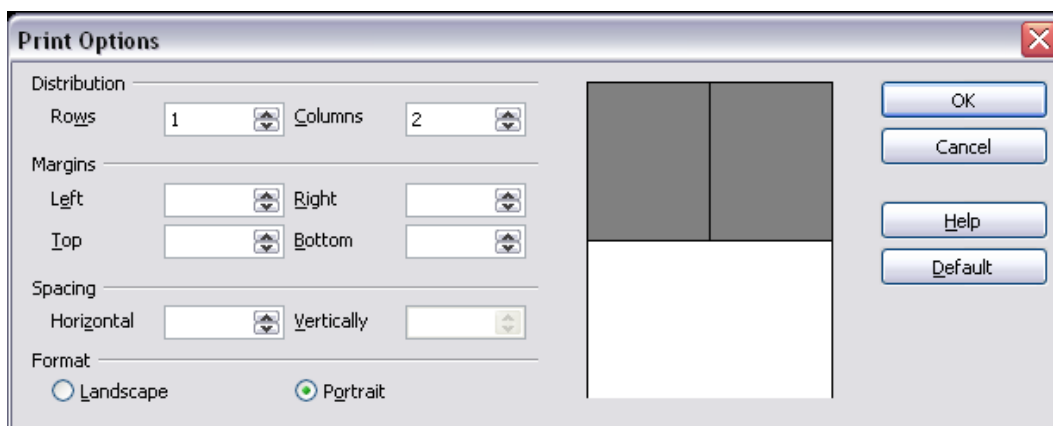 Print Options
Distribution
Rows 1 Columns 2
Margins
Left Right
Top Bottom
Spacing
Horizontal Vertically
Format
Landscape Portrait
OK
Cancel
Help
Default